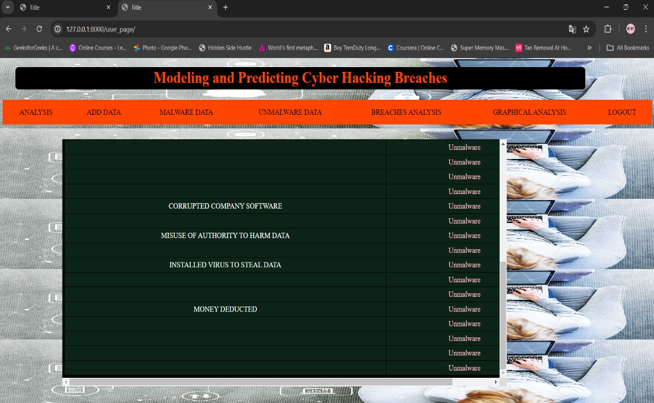 Title
Title
127.0.0.1:8000/user_page/
GeeksforGeeks | A c...
Online Courses - Le...
Photo - Google Pho...
Hidden Side Hustle
World's first metaph...
Buy TrenDuty Long...
Coursera | Online C...
Super Memory Mas...
Tan Removal At Ho...
»
All Bookmarks
Modeling and Predicting Cyber Hacking Breaches
ANALYSIS ADD DATA MALWARE DATA UNMALWARE DATA BREACHES ANALYSIS GRAPHICAL ANALYSIS LOGOUT
Unmalware
Unmalware
Unmalware
Unmalware
CORRUPTED COMPANY SOFTWARE Unmalware
Unmalware
MISUSE OF AUTHORITY TO HARM DATA Unmalware
Unmalware
INSTALLED VIRUS TO STEAL DATA Unmalware
Unmalware
Unmalware
MONEY DEDUCTED Unmalware
Unmalware
Unmalware
Unmalware
Unmalware